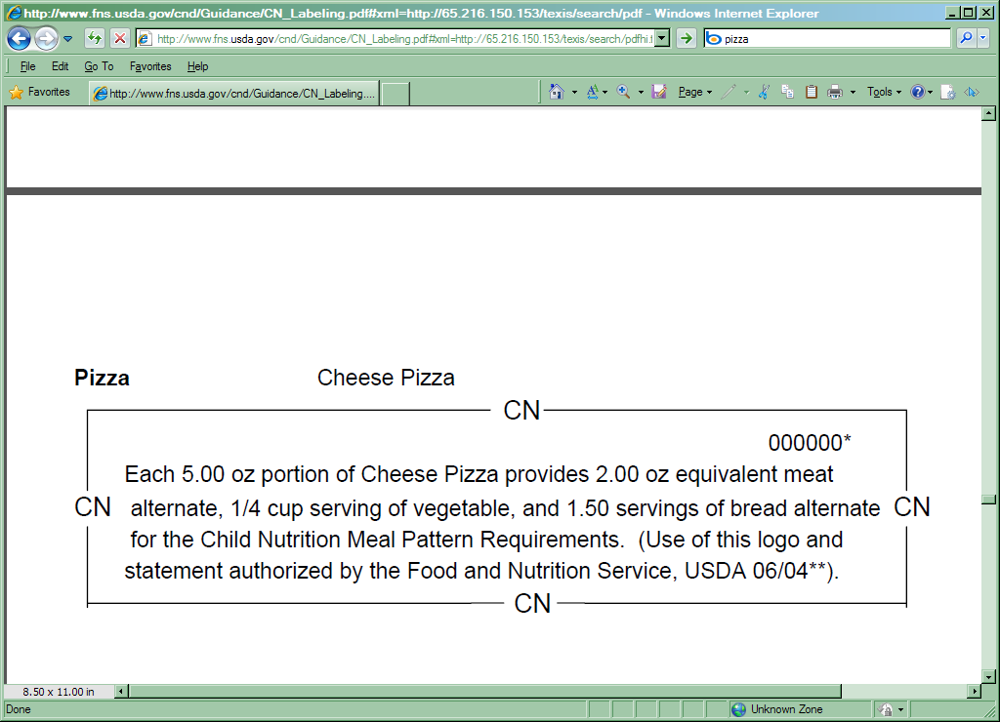 http://www.fns.usda.gov/cnd/Guidance/CN_Labeling.pdf#xml=http://65.216.150.153/texis/search/pdf - Windows Internet Explorer
http://www.fns.usda.gov/cnd/Guidance/CN_Labeling.pdf#xml=http://65.216.150.153/texis/search/pdfhi.t
pizza
File Edit Go To Favorites Help
Favorites http://www.fns.usda.gov/cnd/Guidance/CN_Labeling.... Page Tools
Pizza Cheese Pizza
CN
000000*
Each 5.00 oz portion of Cheese Pizza provides 2.00 oz equivalent meat
CN alternate, 1/4 cup serving of vegetable, and 1.50 servings of bread alternate CN
for the Child Nutrition Meal Pattern Requirements. (Use of this logo and
statement authorized by the Food and Nutrition Service, USDA 06/04**).
CN
8.50 x 11.00 in
Done Unknown Zone